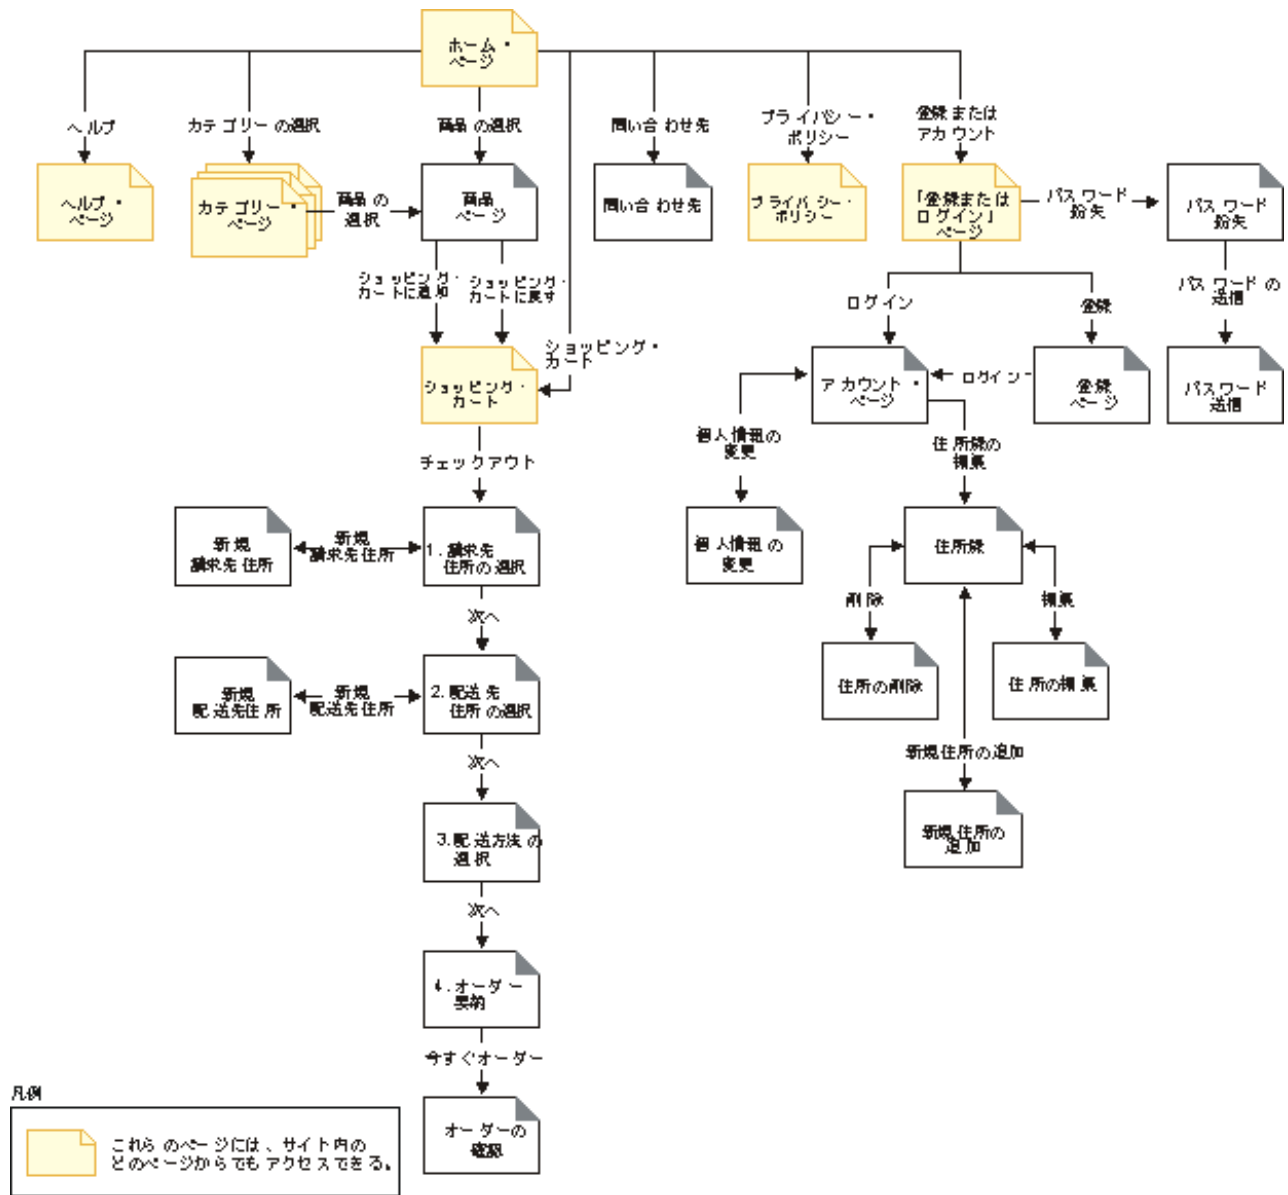 ホーム・
ページ
ヘルプ
カテゴリーの選択
商品の選択
問い合わせ先
プライバシー・
ポリシー
登録または
アカウント
ヘルプ・
ページ
カテゴリー・
ページ
商品の
選択
商品
ページ
問い合わせ先
プライバシー・
ポリシー
「登録または
ログイン」
ページ
パスワード
紛失
パスワード
紛失
ショッピング・
カートに追加
ショッピング・
カートに戻す
ショッピング・
カート
ログイン
登録
パスワードの
送信
ショッピング・
カート
アカウント・
ページ
ログイン
登録
ページ
パスワード
送信
チェックアウト
個人情報の
変更
住所録の
編集
新規
請求先住所
新規
請求先住所
1.請求先
住所の選択
個人情報の
変更
住所録
次へ
削除
編集
新規
配送先住所
新規
配送先住所
2.配送先
住所の選択
住所の削除
住所の編集
次へ
新規住所の追加
3.配送方法の
選択
新規住所の
追加
次へ
4.オーダー
要約
今すぐオーダー
オーダーの
確認
凡例
これらのページには、サイト内の
どのページからでもアクセスできる。